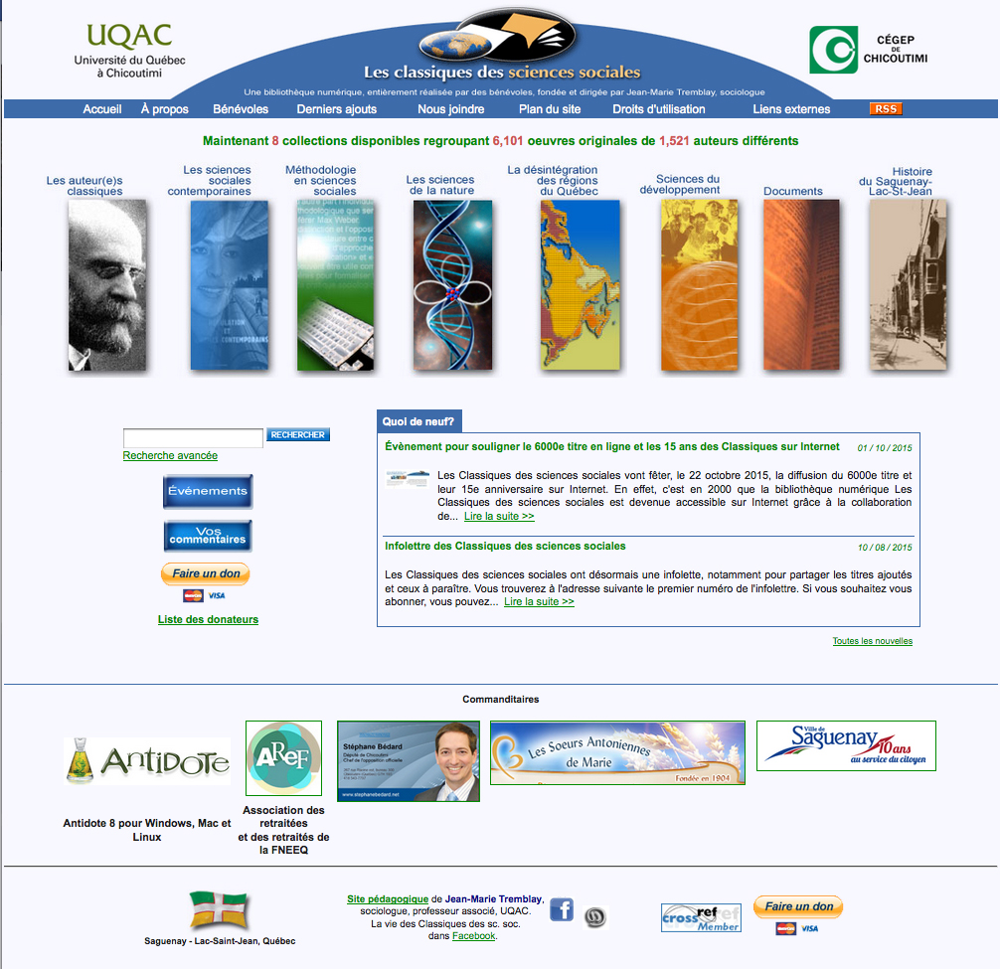 UQAC
Université du Québec
à Chicoutimi
CÉGEP
DE
CHICOUTIMI
Les classiques des sciences sociales
Une bibliothèque numérique, entièrement réalisée par des bénévoles, fondée et dirigée par Jean-Marie Tremblay, sociologue
Accueil À propos Bénévoles Derniers ajouts Nous joindre Plan du site Droits d'utilisation Liens externes RSS
Maintenant 8 collections disponibles regroupant 6,101 oeuvres originales de 1,521 auteurs différents
Les auteur(e)s
classiques
Les sciences
sociales
contemporaines
Méthodologie
en sciences
sociales
Les sciences
de la nature
La désintégration
des régions
du Québec
Sciences du
développement
Documents
Histoire
du Saguenay-
Lac-St-Jean
RECHERCHER
Recherche avancée
Événements
Vos
commentaires
Faire un don
VISA
Liste des donateurs
Quoi de neuf?
Évènement pour souligner le 6000e titre en ligne et les 15 ans des Classiques sur Internet 01 / 10 / 2015
Les Classiques des sciences sociales vont fêter, le 22 octobre 2015, la diffusion du 6000e titre et
leur 15e anniversaire sur Internet. En effet, c'est en 2000 que la bibliothèque numérique Les
Classiques des sciences sociales est devenue accessible sur Internet grâce à la collaboration
de... Lire la suite >>
Infolettre des Classiques des sciences sociales 10 / 08 / 2015
Les Classiques des sciences sociales ont désormais une infolette, notamment pour partager les titres ajoutés
et ceux à paraître. Vous trouverez à l'adresse suivante le premier numéro de l'infolettre. Si vous souhaitez vous
abonner, vous pouvez... Lire la suite >>
Toutes les nouvelles
Commanditaires
ANTIDOTE
Antidote 8 pour Windows, Mac et
Linux
AREF
Association des
retraitées
et des retraités de
la FNEEQ
Stéphane Bédard
Député de Chicoutimi
Chef de l'opposition officielle
www.stephanebedard.net
Les Soeurs Antoniennes
de Marie
Fondée en 1904
Ville de
Saguenay
10 ans
au service du citoyen
Saguenay - Lac-Saint-Jean, Québec
Site pédagogique de Jean-Marie Tremblay,
sociologue, professeur associé, UQAC.
La vie des Classiques des sc. soc.
dans Facebook.
crossref
Member
Faire un don
VISA